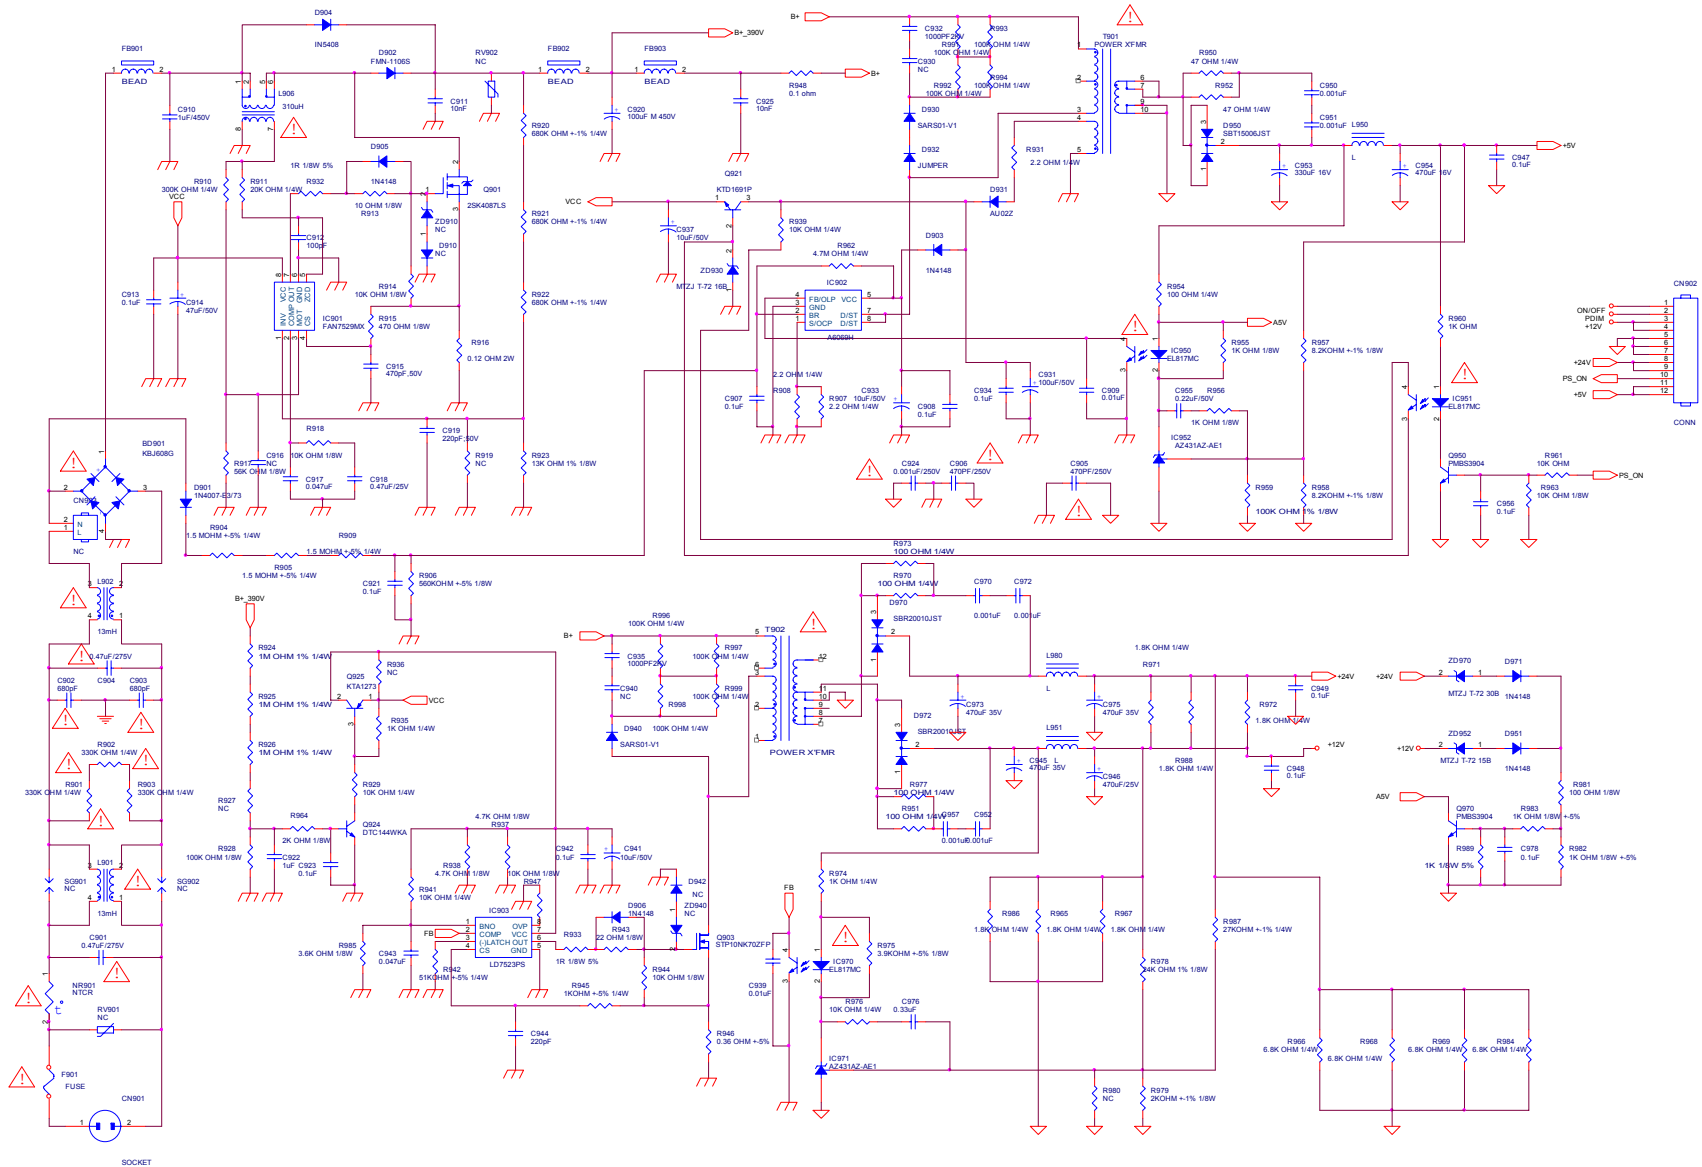 D904
IN5408
FB901
BEAD
D902
FMN-1106S
RV902
NC
FB902
BEAD
FB903
BEAD
B+_390V
B+
C932
1000PF2KV
R993
100K OHM 1/4W
R991
100K OHM 1/4W
C930
NC
R994
100K OHM 1/4W
R992
100K OHM 1/4W
T901
POWER X'FMR
R950
47 OHM 1/4W
R952
47 OHM 1/4W
C950
0.001uF
C951
0.001uF
L950
L
D950
SBT15006JST
C910
1uF/450V
L906
310uH
C911
10nF
C920
100uF M 450V
C925
10nF
R948
0.1 ohm
B+
R920
680K OHM +-1% 1/4W
D930
SARS01-V1
D932
JUMPER
R931
2.2 OHM 1/4W
D931
AU02Z
C953
330uF 16V
C954
470uF 16V
C947
0.1uF
+5V
D905
1N4148
1R 1/8W 5%
R932
10 OHM 1/8W
R913
R910
300K OHM 1/4W
R911
20K OHM 1/4W
VCC
Q901
2SK4087LS
ZD910
NC
D910
NC
R921
680K OHM +-1% 1/4W
Q921
KTD1691P
VCC
C937
10uF/50V
R939
10K OHM 1/4W
ZD930
MTZJ T-72 16B
R962
4.7M OHM 1/4W
D903
1N4148
C912
100pF
C913
0.1uF
C914
47uF/50V
IC901
FAN7529MX
INV
COMP
MOT
CS
VCC
OUT
GND
ZCD
R914
10K OHM 1/8W
R915
470 OHM 1/8W
C915
470pF,50V
R916
0.12 OHM 2W
R922
680K OHM +-1% 1/4W
IC902
FB/OLP
GND
BR
S/OCP
VCC
D/ST
D/ST
A6069H
R954
100 OHM 1/4W
A5V
R955
1K OHM 1/8W
R957
8.2KOHM +-1% 1/8W
IC950
EL817MC
R960
1K OHM
IC951
EL817MC
CN902
ON/OFF
PDIM
+12V
+24V
PS_ON
+5V
CONN
2.2 OHM 1/4W
R908
R907
2.2 OHM 1/4W
C907
0.1uF
C933
10uF/50V
C908
0.1uF
C934
0.1uF
C931
100uF/50V
C909
0.01uF
C955
0.22uF/50V
R956
1K OHM 1/8W
IC952
AZ431AZ-AE1
Q950
PMBS3904
R961
10K OHM
PS_ON
R963
10K OHM 1/8W
C956
0.1uF
R959
100K OHM 1% 1/8W
R958
8.2KOHM +-1% 1/8W
BD901
KBJ608G
NC
N
L
D901
1N4007-E3/73
R917
56K OHM 1/8W
C916
NC
R918
10K OHM 1/8W
C917
0.047uF
C918
0.47uF/25V
C919
220pF;50V
R919
NC
R923
13K OHM 1% 1/8W
C924
0.001uF/250V
C906
470PF/250V
C905
470PF/250V
R904
1.5 MOHM +-5% 1/4W
R905
1.5 MOHM +-5% 1/4W
R909
1.5 MOHM +-5% 1/4W
C921
0.1uF
R906
560KOHM +-5% 1/8W
L902
13mH
0.47uF/275V
C904
C902
680pF
C903
680pF
R902
330K OHM 1/4W
R901
330K OHM 1/4W
R903
330K OHM 1/4W
L901
13mH
SG901
NC
SG902
NC
C901
0.47uF/275V
NR901
NTCR
t°
RV901
NC
F901
FUSE
CN901
SOCKET
B+_390V
R924
1M OHM 1% 1/4W
R925
1M OHM 1% 1/4W
R926
1M OHM 1% 1/4W
R927
NC
R928
100K OHM 1/8W
R964
2K OHM 1/8W
C922
1uF
C923
0.1uF
Q924
DTC144WKA
Q925
KTA1273
VCC
R936
NC
R935
1K OHM 1/4W
R929
10K OHM 1/4W
R941
10K OHM 1/4W
R985
3.6K OHM 1/8W
C943
0.047uF
FB
R942
51KOHM +-5% 1/4W
R938
4.7K OHM 1/8W
4.7K OHM 1/8W
R937
10K OHM 1/8W
R947
IC903
BNO
COMP
(-)LATCH
CS
OVP
VCC
OUT
GND
LD7523PS
C942
0.1uF
C941
10uF/50V
D942
NC
ZD940
NC
D906
1N4148
R933
1R 1/8W 5%
R943
22 OHM 1/8W
R944
10K OHM 1/8W
R945
1KOHM +-5% 1/4W
C944
220pF
Q903
STP10NK70ZFP
R946
0.36 OHM +-5%
B+
R996
100K OHM 1/4W
C935
1000PF2KV
C940
NC
R997
100K OHM 1/4W
R999
100K OHM 1/4W
R998
100K OHM 1/4W
D940
SARS01-V1
T902
POWER X'FMR
R973
100 OHM 1/4W
R970
100 OHM 1/4W
D970
SBR20010JST
C970
0.001uF
C972
0.001uF
L980
L
L951
L
D972
SBR20010JST
C973
470uF 35V
C975
470uF 35V
C945
470uF 35V
C946
470uF/25V
1.8K OHM 1/4W
R971
R988
1.8K OHM 1/4W
R972
1.8K OHM 1/4W
C949
0.1uF
C948
0.1uF
+24V
+12V
R977
100 OHM 1/4W
R951
100 OHM 1/4W
C957
0.001uF
C952
0.001uF
FB
R974
1K OHM 1/4W
C939
0.01uF
IC970
EL817MC
R975
3.9KOHM +-5% 1/8W
R976
10K OHM 1/4W
C976
0.33uF
IC971
AZ431AZ-AE1
R986
1.8K OHM 1/4W
R965
1.8K OHM 1/4W
R967
1.8K OHM 1/4W
R978
24K OHM 1% 1/8W
R987
27KOHM +-1% 1/4W
R980
NC
R979
2KOHM +-1% 1/8W
R966
6.8K OHM 1/4W
R968
6.8K OHM 1/4W
R969
6.8K OHM 1/4W
R984
6.8K OHM 1/4W
+24V
ZD970
MTZJ T-72 30B
D971
1N4148
+12V
ZD952
MTZJ T-72 15B
D951
1N4148
A5V
Q970
PMBS3904
R981
100 OHM 1/8W
R983
1K OHM 1/8W +-5%
R982
1K OHM 1/8W +-5%
R989
1K 1/8W 5%
C978
0.1uF